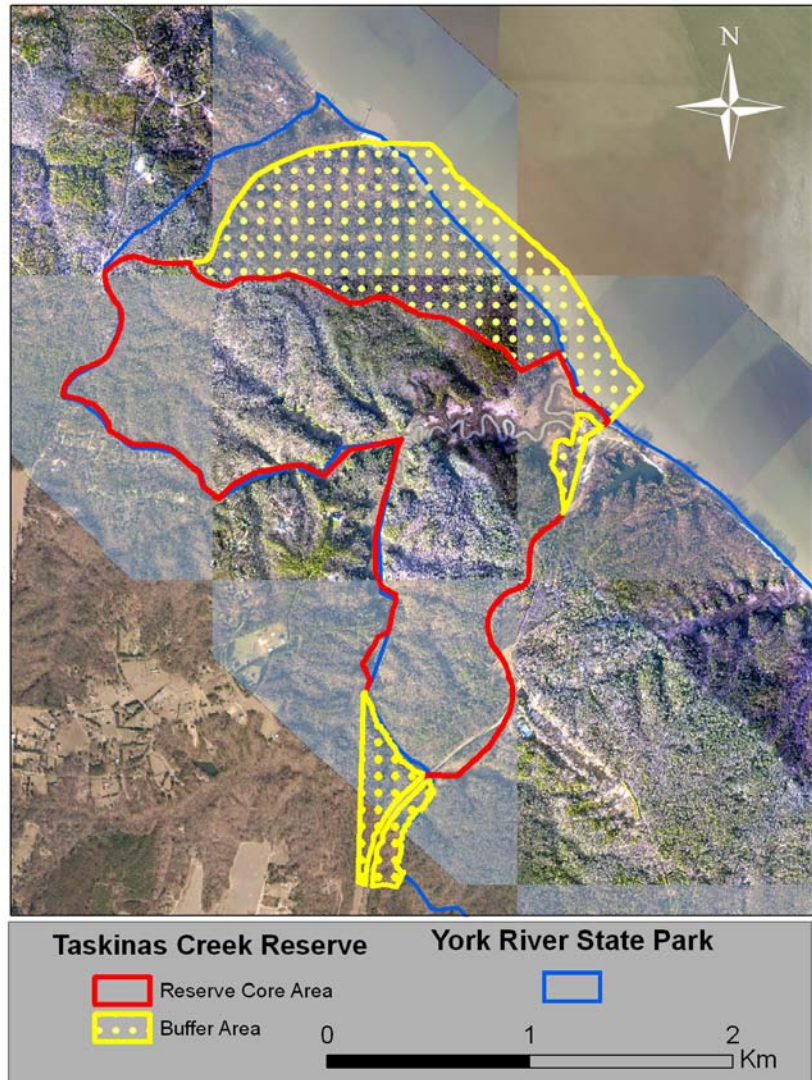 N
Taskinas Creek Reserve
York River State Park
Reserve Core Area
Buffer Area
0 1 2
Km